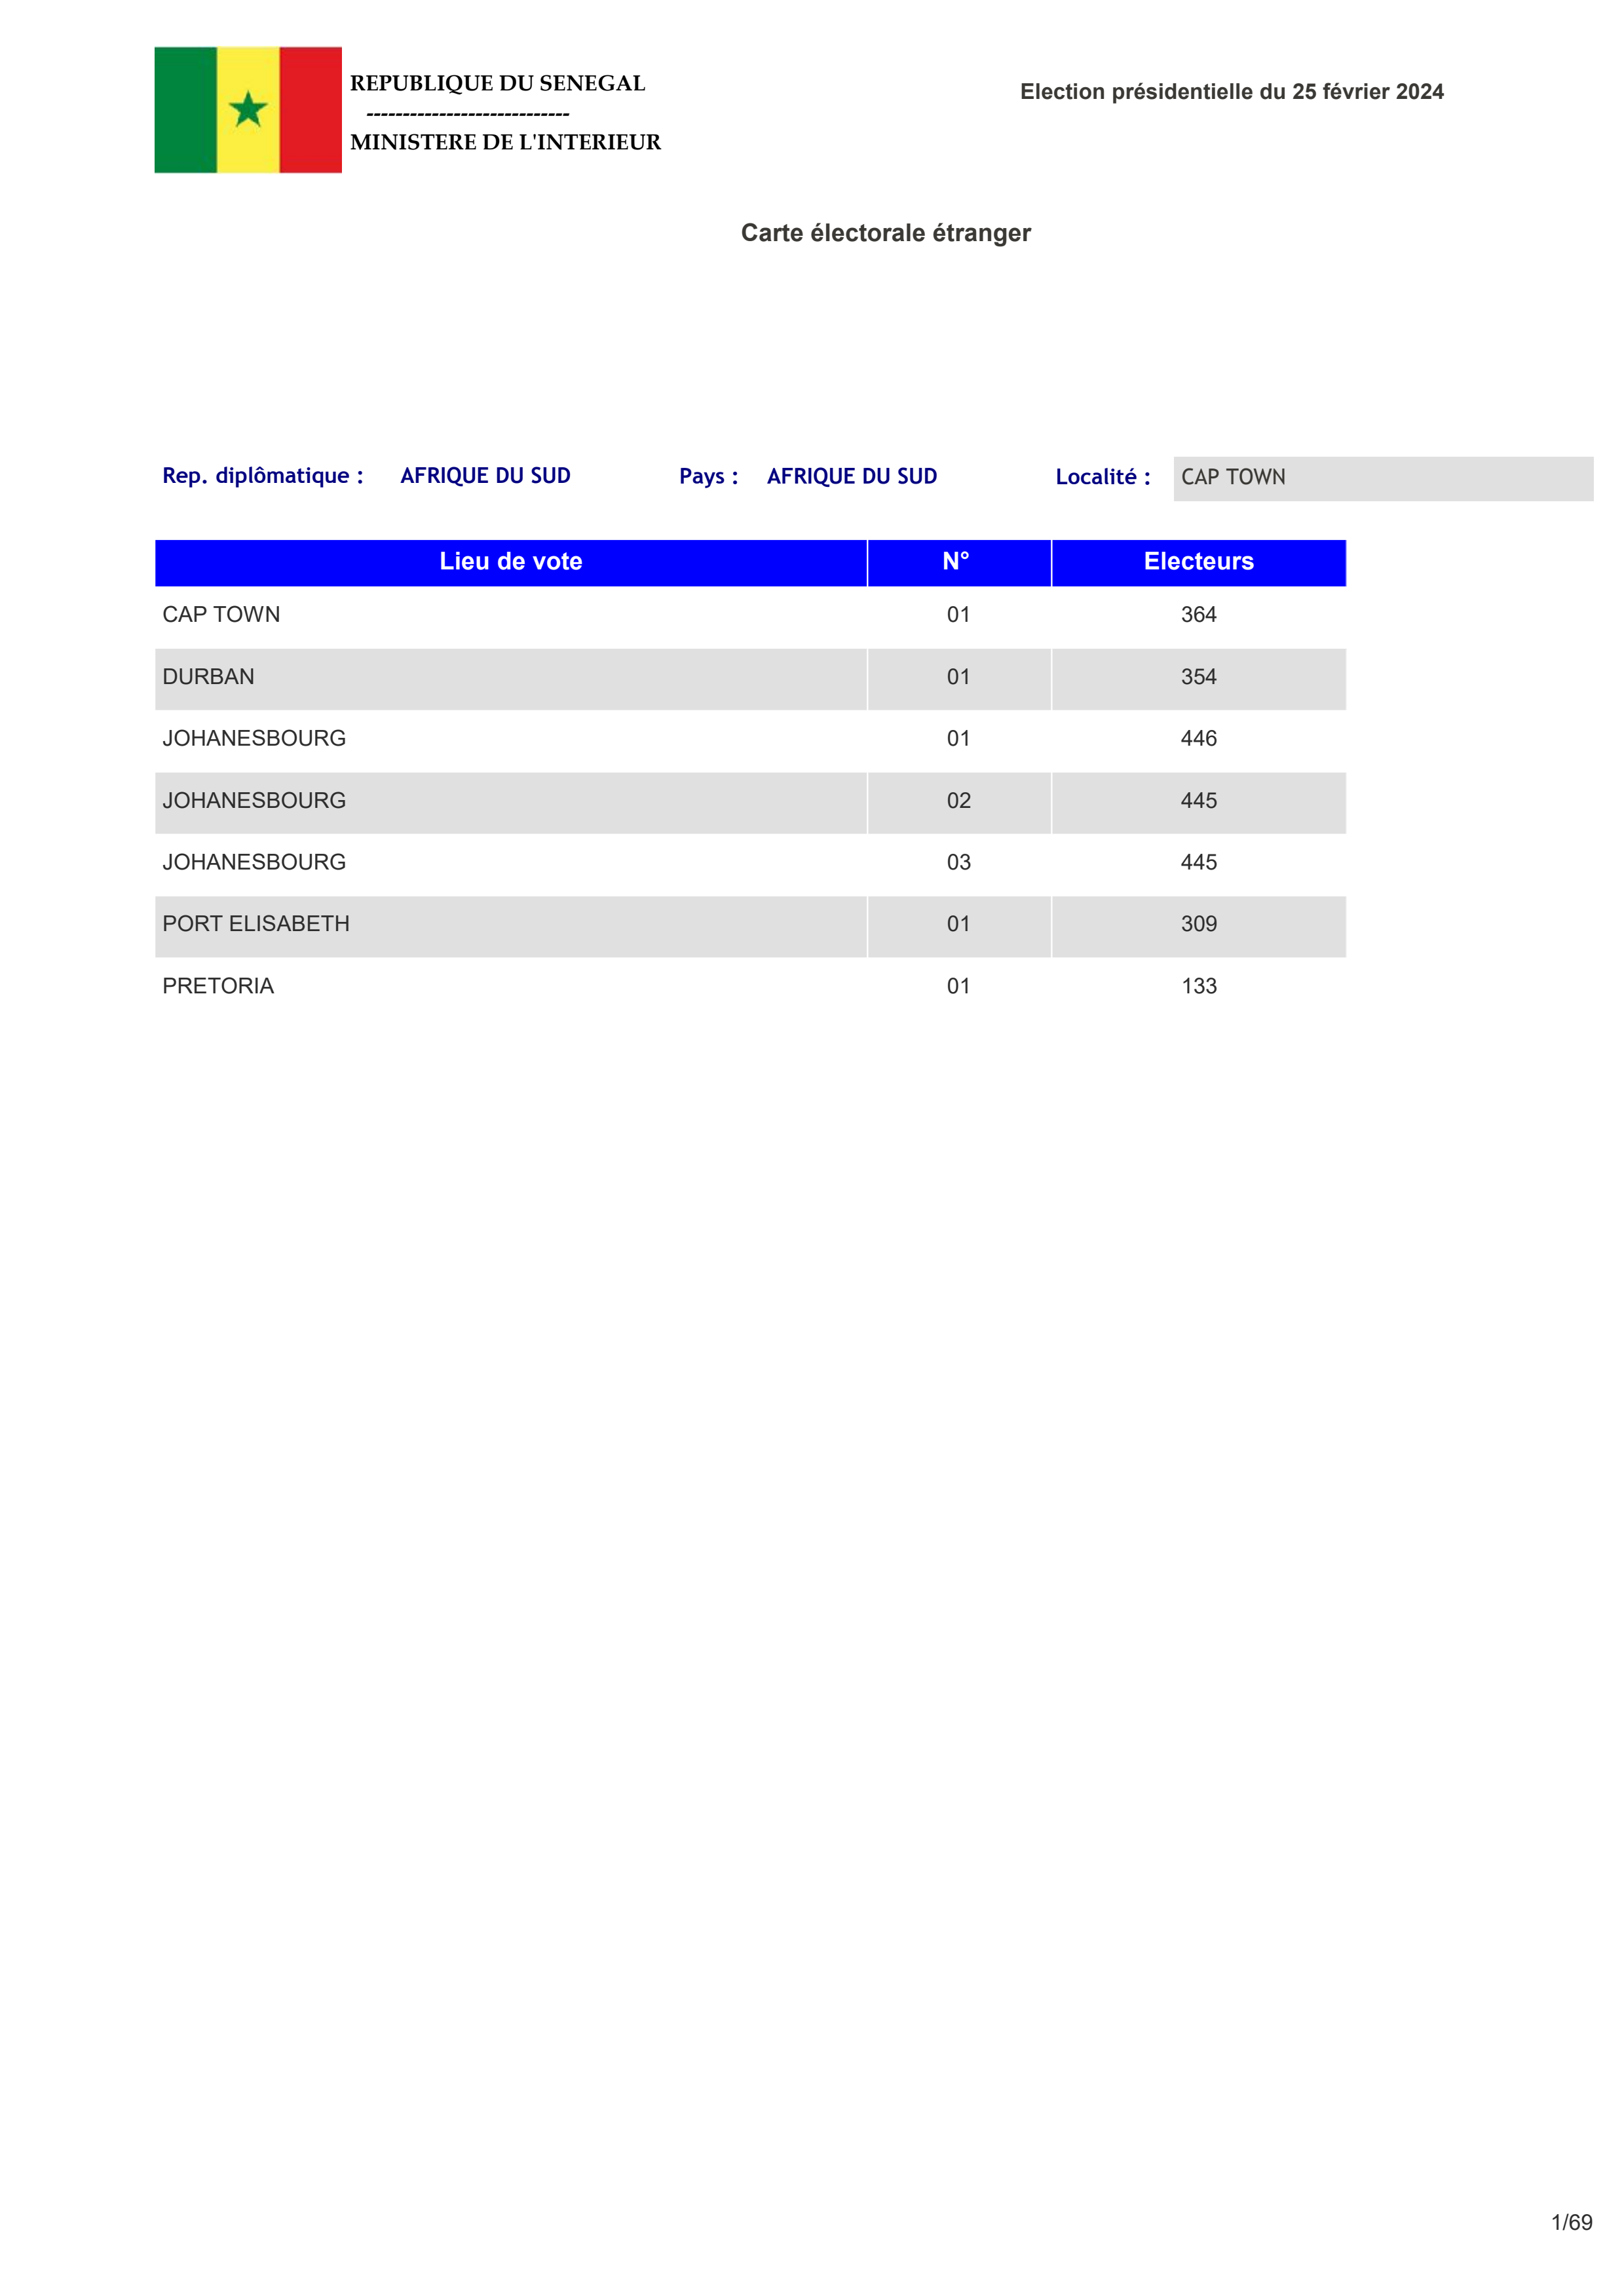 REPUBLIQUE DU SENEGAL
----------------------------
MINISTERE DE L'INTERIEUR
Election présidentielle du 25 février 2024
Carte électorale étranger
Rep. diplômatique : AFRIQUE DU SUD Pays : AFRIQUE DU SUD Localité : CAP TOWN
Lieu de vote N° Electeurs
CAP TOWN 01 364
DURBAN 01 354
JOHANESBOURG 01 446
JOHANESBOURG 02 445
JOHANESBOURG 03 445
PORT ELISABETH 01 309
PRETORIA 01 133
1/69